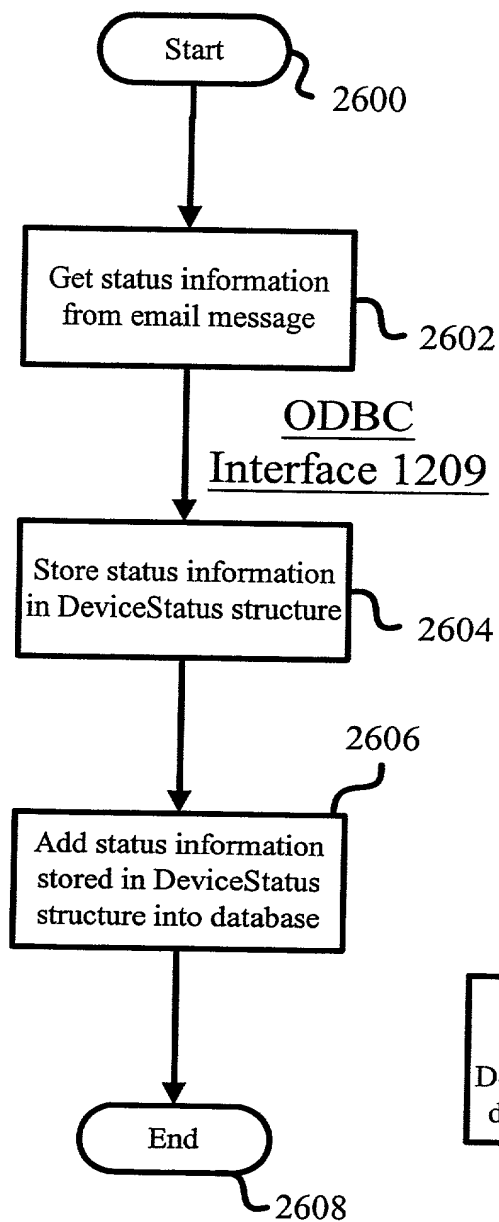 Start
2600
Get status information
from email message
2602
ODBC
Interface 1209
Store status information
in DeviceStatus structure
2604
2606
Add status information
stored in DeviceStatus
structure into database
End
2608